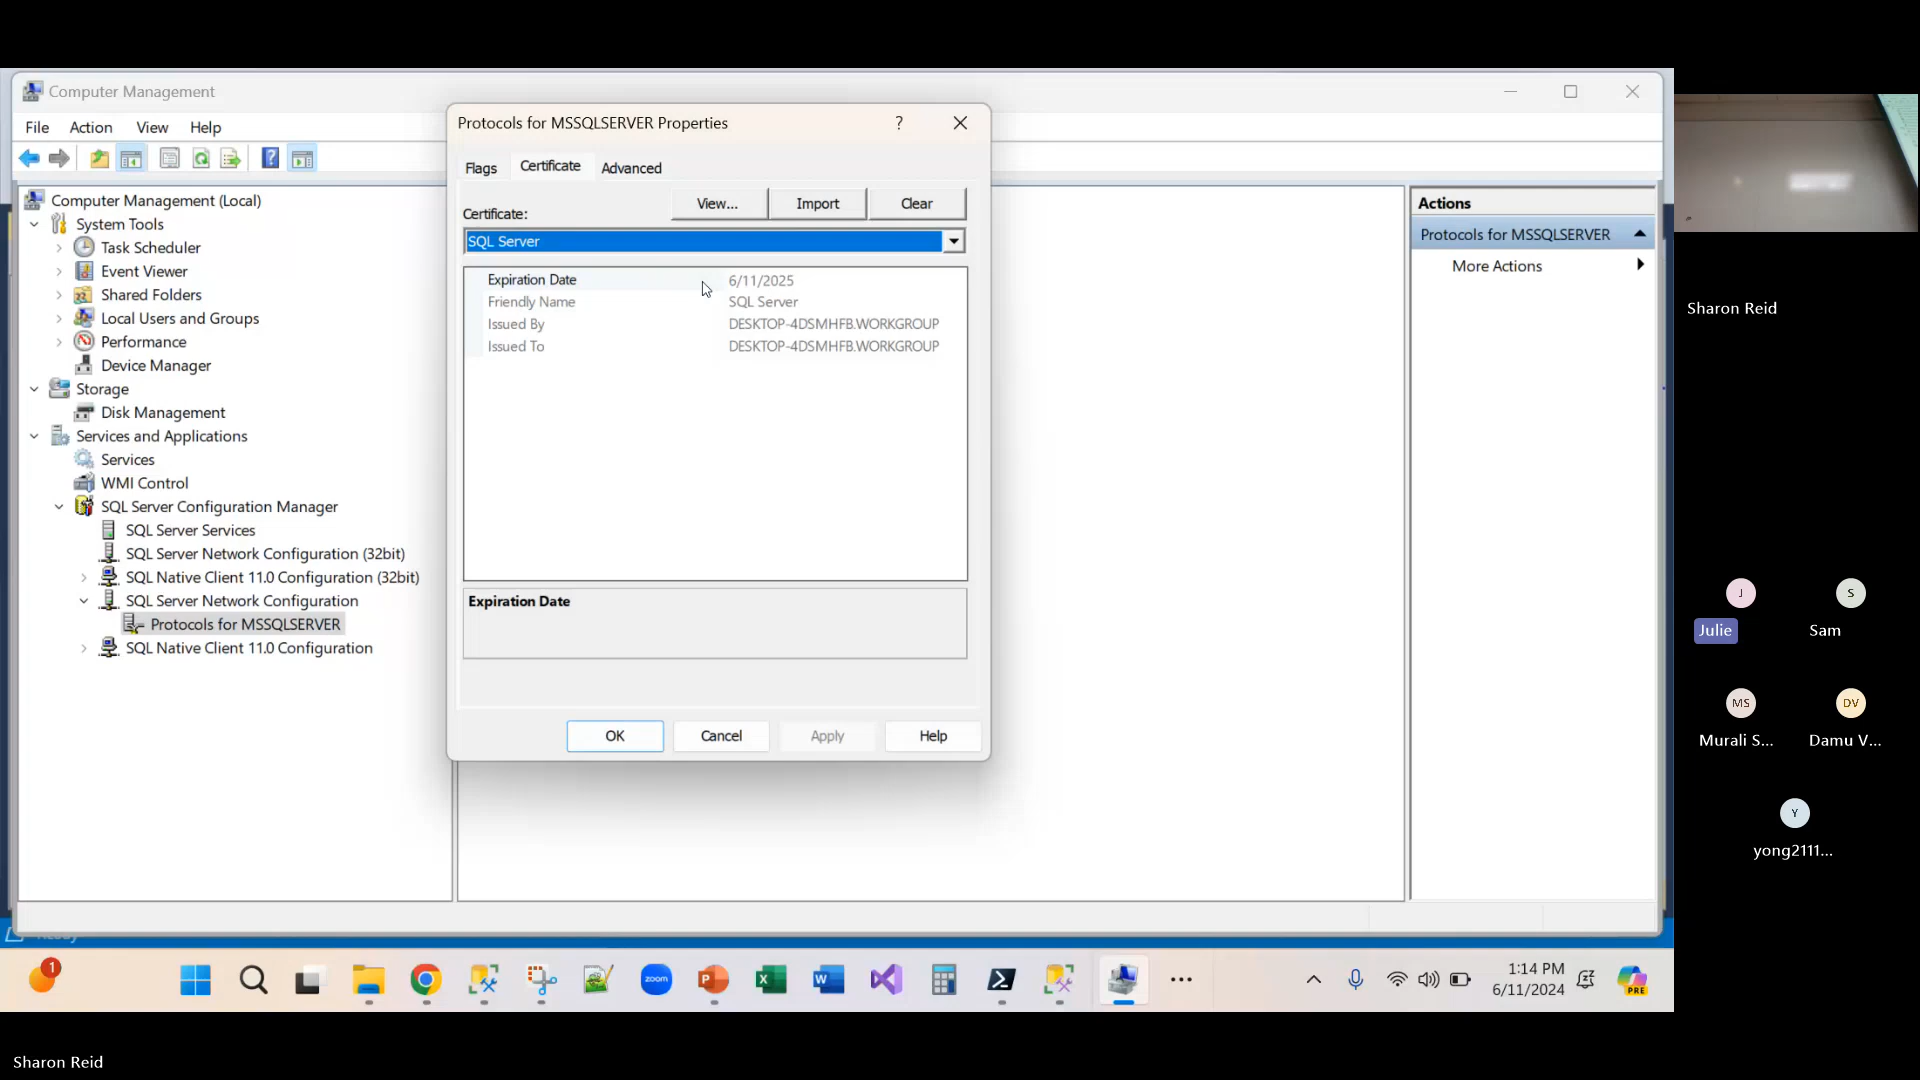 Computer Management
File Action View Help
Computer Management (Local)
System Tools
Task Scheduler
Event Viewer
Shared Folders
Local Users and Groups
Performance
Device Manager
Storage
Disk Management
Services and Applications
Services
WMI Control
SQL Server Configuration Manager
SQL Server Services
SQL Server Network Configuration (32bit)
SQL Native Client 11.0 Configuration (32bit)
SQL Server Network Configuration
Protocols for MSSQLSERVER
SQL Native Client 11.0 Configuration
Protocols for MSSQLSERVER Properties
?
Flags Certificate Advanced
View... Import Clear
Certificate:
SQL Server
Expiration Date 6/11/2025
Friendly Name SQL Server
Issued By DESKTOP-4DSMHFB.WORKGROUP
Issued To DESKTOP-4DSMHFB.WORKGROUP
Expiration Date
OK Cancel Apply Help
Actions
Protocols for MSSQLSERVER
More Actions
Sharon Reid
J S
Julie Sam
MS DV
Murali S... Damu V...
Y
yong2111...
1
zoom
PRE
1:14 PM
6/11/2024
Sharon Reid